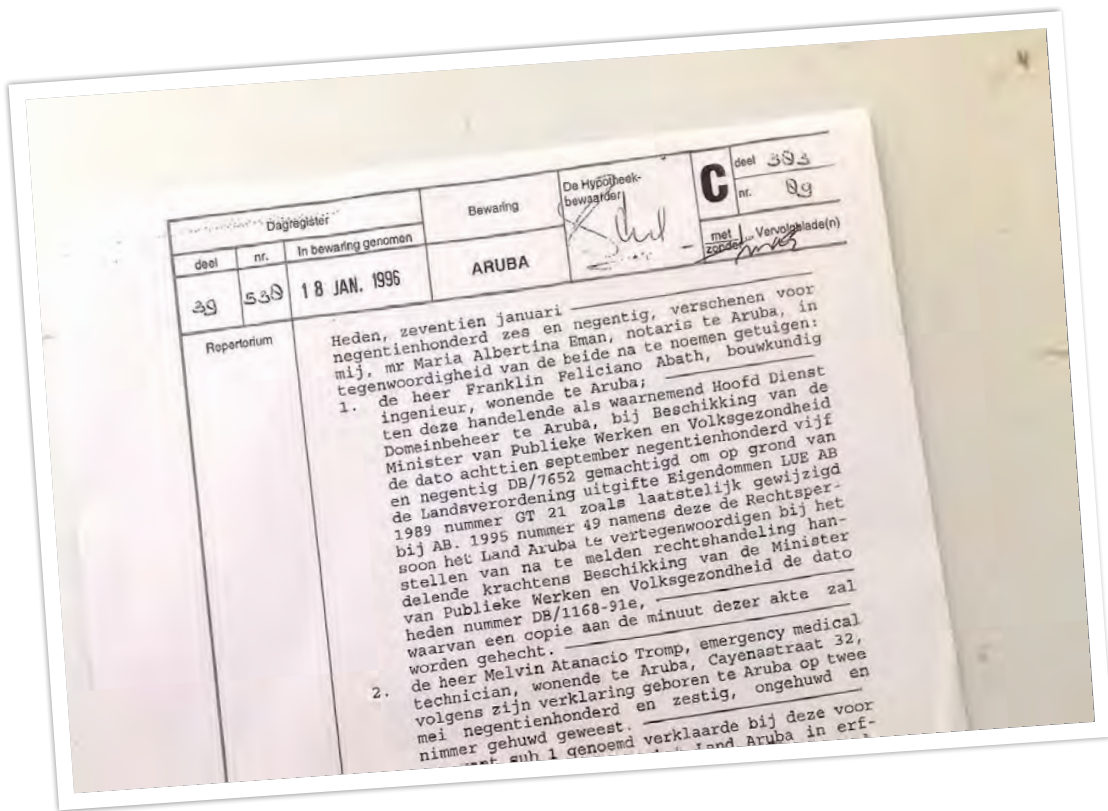 Dagregister
Bewaring
De Hypotheek-
bewaarder
C
deel 393
nr. 89
deel
nr.
In bewaring genomen
39
538
18 JAN. 1996
ARUBA
met
zonder
Vervolgblade(n)
Repertorium
Heden, zeventien januari
negentienhonderd zes en negentig, verschenen voor
mij, mr Maria Albertina Eman, notaris te Aruba, in
tegenwoordigheid van de beide na te noemen getuigen:
1. de heer Franklin Feliciano Abath, bouwkundig
ingenieur, wonende te Aruba;
ten deze handelende als waarnemend Hoofd Dienst
Domeinbeheer te Aruba, bij Beschikking van de
Minister van Publieke Werken en Volksgezondheid
de dato achttien september negentienhonderd vijf
en negentig DB/7652 gemachtigd om op grond van
de Landsverordening uitgifte Eigendommen LUE AB
1989 nummer GT 21 zoals laatstelijk gewijzigd
bij AB. 1995 nummer 49 namens deze de Rechtsper-
soon het Land Aruba te vertegenwoordigen bij het
stellen van na te melden rechtshandeling han-
delende krachtens Beschikking van de Minister
van Publieke Werken en Volksgezondheid de dato
heden nummer DB/1168-91e,
waarvan een copie aan de minuut dezer akte zal
worden gehecht.
2. de heer Melvin Atanacio Tromp, emergency medical
technician, wonende te Aruba, Cayenastraat 32,
volgens zijn verklaring geboren te Aruba op twee
mei negentienhonderd en zestig, ongehuwd en
nimmer gehuwd geweest.
sub 1 genoemd verklaarde bij deze voor
Land Aruba in erf-